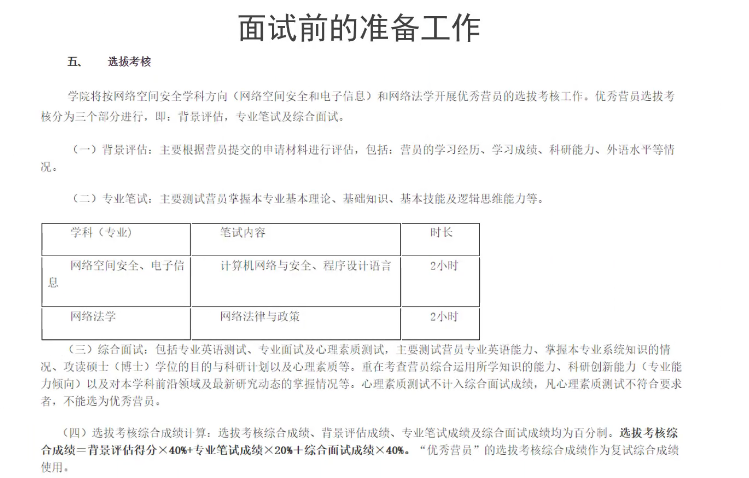 面试前的准备工作
五、 选拔考核
学院将按网络空间安全学科方向（网络空间安全和电子信息）和网络法学开展优秀营员的选拔考核工作。优秀营员选拔考
核分为三个部分进行，即：背景评估，专业笔试及综合面试。
（一）背景评估：主要根据营员提交的申请材料进行评估，包括：营员的学习经历、学习成绩、科研能力、外语水平等情
况。
（二）专业笔试：主要测试营员掌握本专业基本理论、基础知识、基本技能及逻辑思维能力等。
学科（专业） 笔试内容 时长
网络空间安全、电子信 计算机网络与安全、程序设计语言 2小时
息
网络法学 网络法律与政策 2小时
（三）综合面试：包括专业英语测试、专业面试及心理素质测试，主要测试营员专业英语能力、掌握本专业系统知识的情
况、攻读硕士（博士）学位的目的与科研计划以及心理素质等。重在考查营员综合运用所学知识的能力、科研创新能力（专业能
力倾向）以及对本学科前沿领域及最新研究动态的掌握情况等。心理素质测试不计入综合面试成绩，凡心理素质测试不符合要求
者，不能选为优秀营员。
（四）选拔考核综合成绩计算：选拔考核综合成绩、背景评估成绩、专业笔试成绩及综合面试成绩均为百分制。选拔考核综
合成绩＝背景评估得分×40%+专业笔试成绩×20%＋综合面试成绩×40%。“优秀营员”的选拔考核综合成绩作为复试综合成绩
使用。